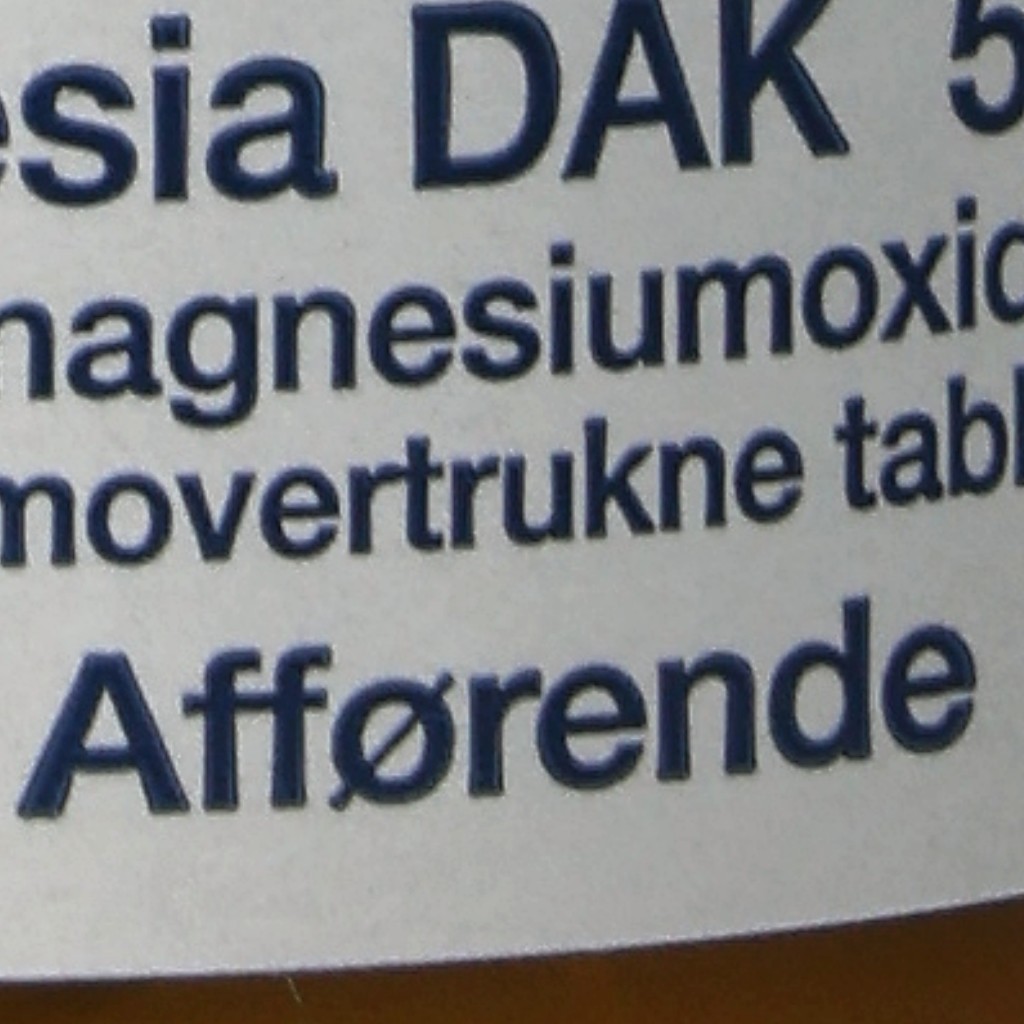 esia DAK 5
magnesiumoxid
movertrukne tabl
Afførende